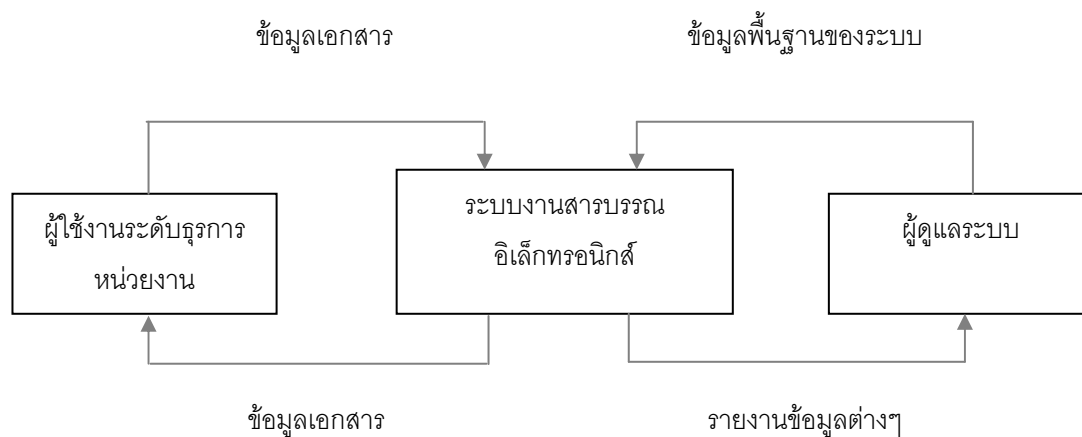 ข้อมูลเอกสาร
ข้อมูลพื้นฐานของระบบ
ผู้ใช้งานระดับธุรการ
หน่วยงาน
ระบบงานสารบรรณ
อิเล็กทรอนิกส์
ผู้ดูแลระบบ
ข้อมูลเอกสาร
รายงานข้อมูลต่างๆ